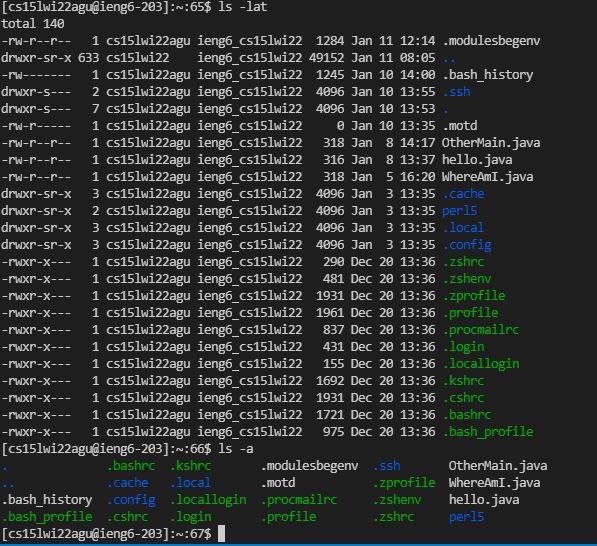 [cs15lwi22agu@ieng6-203]:~:65$ ls -lat
total 140
-rw-r--r--   1 cs15lwi22agu ieng6_cs15lwi22  1284 Jan 11 12:14 .modulesbegenv
drwxr-sr-x 633 cs15lwi22    ieng6_cs15lwi22 49152 Jan 11 08:05 ..
-rw-------   1 cs15lwi22agu ieng6_cs15lwi22  1245 Jan 10 14:00 .bash_history
drwxr-s---   2 cs15lwi22agu ieng6_cs15lwi22  4096 Jan 10 13:55 .ssh
drwxr-s---   7 cs15lwi22agu ieng6_cs15lwi22  4096 Jan 10 13:53 .
-rw-r-----   1 cs15lwi22agu ieng6_cs15lwi22     0 Jan 10 13:35 .motd
-rw-r--r--   1 cs15lwi22agu ieng6_cs15lwi22   318 Jan  8 14:17 OtherMain.java
-rw-r--r--   1 cs15lwi22agu ieng6_cs15lwi22   316 Jan  8 13:37 hello.java
-rw-r--r--   1 cs15lwi22agu ieng6_cs15lwi22   318 Jan  5 16:20 WhereAmI.java
drwxr-sr-x   3 cs15lwi22agu ieng6_cs15lwi22  4096 Jan  3 13:35 .cache
drwxr-sr-x   2 cs15lwi22agu ieng6_cs15lwi22  4096 Jan  3 13:35 perl5
drwxr-sr-x   3 cs15lwi22agu ieng6_cs15lwi22  4096 Jan  3 13:35 .local
drwxr-sr-x   3 cs15lwi22agu ieng6_cs15lwi22  4096 Jan  3 13:35 .config
-rwxr-x---   1 cs15lwi22agu ieng6_cs15lwi22   290 Dec 20 13:36 .zshrc
-rwxr-x---   1 cs15lwi22agu ieng6_cs15lwi22   481 Dec 20 13:36 .zshenv
-rwxr-x---   1 cs15lwi22agu ieng6_cs15lwi22  1931 Dec 20 13:36 .zprofile
-rwxr-x---   1 cs15lwi22agu ieng6_cs15lwi22  1961 Dec 20 13:36 .profile
-rwxr-x---   1 cs15lwi22agu ieng6_cs15lwi22   837 Dec 20 13:36 .procmailrc
-rwxr-x---   1 cs15lwi22agu ieng6_cs15lwi22   431 Dec 20 13:36 .login
-rwxr-x---   1 cs15lwi22agu ieng6_cs15lwi22   155 Dec 20 13:36 .locallogin
-rwxr-x---   1 cs15lwi22agu ieng6_cs15lwi22  1692 Dec 20 13:36 .kshrc
-rwxr-x---   1 cs15lwi22agu ieng6_cs15lwi22  1931 Dec 20 13:36 .cshrc
-rwxr-x---   1 cs15lwi22agu ieng6_cs15lwi22  1721 Dec 20 13:36 .bashrc
-rwxr-x---   1 cs15lwi22agu ieng6_cs15lwi22   975 Dec 20 13:36 .bash_profile
[cs15lwi22agu@ieng6-203]:~:66$ ls -a
.              .bashrc  .kshrc       .modulesbegenv  .ssh       OtherMain.java
..             .cache   .local       .motd           .zprofile  WhereAmI.java
.bash_history  .config  .locallogin  .procmailrc     .zshenv    hello.java
.bash_profile  .cshrc   .login       .profile        .zshrc     perl5
[cs15lwi22agu@ieng6-203]:~:67$